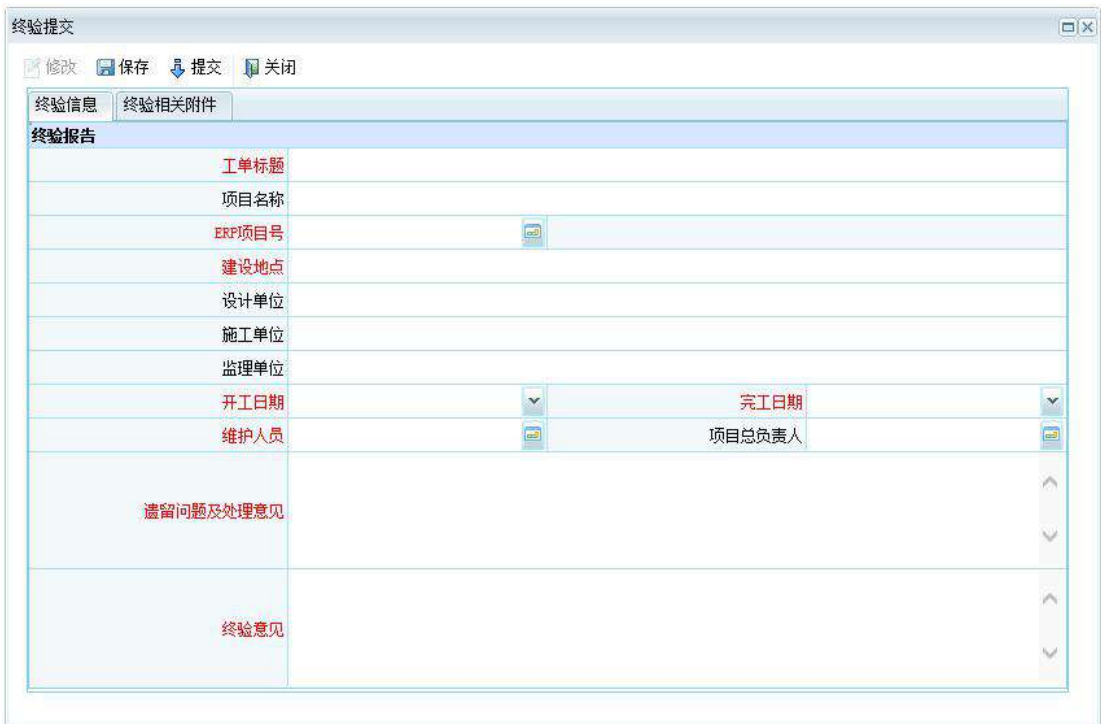 终验提交
修改 保存 提交 关闭
终验信息 终验相关附件
终验报告
工单标题
项目名称
ERP项目号
建设地点
设计单位
施工单位
监理单位
开工日期 完工日期
维护人员 项目总负责人
遗留问题及处理意见
终验意见